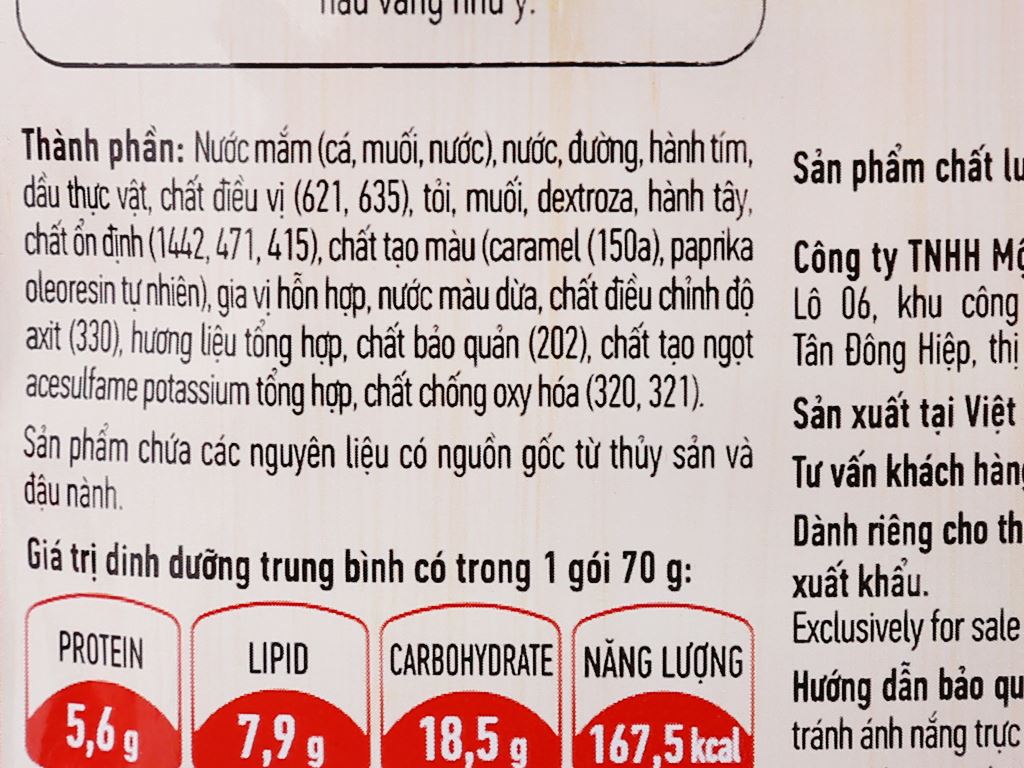 nâu vàng như ý.
Thành phần: Nước mắm (cá, muối, nước), nước, đường, hành tím,
dầu thực vật, chất điều vị (621, 635), tỏi, muối, dextroza, hành tây,
chất ổn định (1442, 471, 415), chất tạo màu (caramel (150a), paprika
oleoresin tự nhiên), gia vị hỗn hợp, nước màu dừa, chất điều chỉnh độ
axit (330), hương liệu tổng hợp, chất bảo quản (202), chất tạo ngọt
acesulfame potassium tổng hợp, chất chống oxy hóa (320, 321).
Sản phẩm chứa các nguyên liệu có nguồn gốc từ thủy sản và
đậu nành.
Giá trị dinh dưỡng trung bình có trong 1 gói 70 g:
PROTEIN
5,6 g
LIPID
7,9 g
CARBOHYDRATE
18,5 g
NĂNG LƯỢNG
167,5 kcal
Sản phẩm chất
Công ty TNHH
Lô 06, khu công
Tân Đông Hiệp, thị
Sản xuất tại Việt
Tư vấn khách hàng
Dành riêng cho
xuất khẩu.
Exclusively for sale
Hướng dẫn bảo
tránh ánh nắng trực